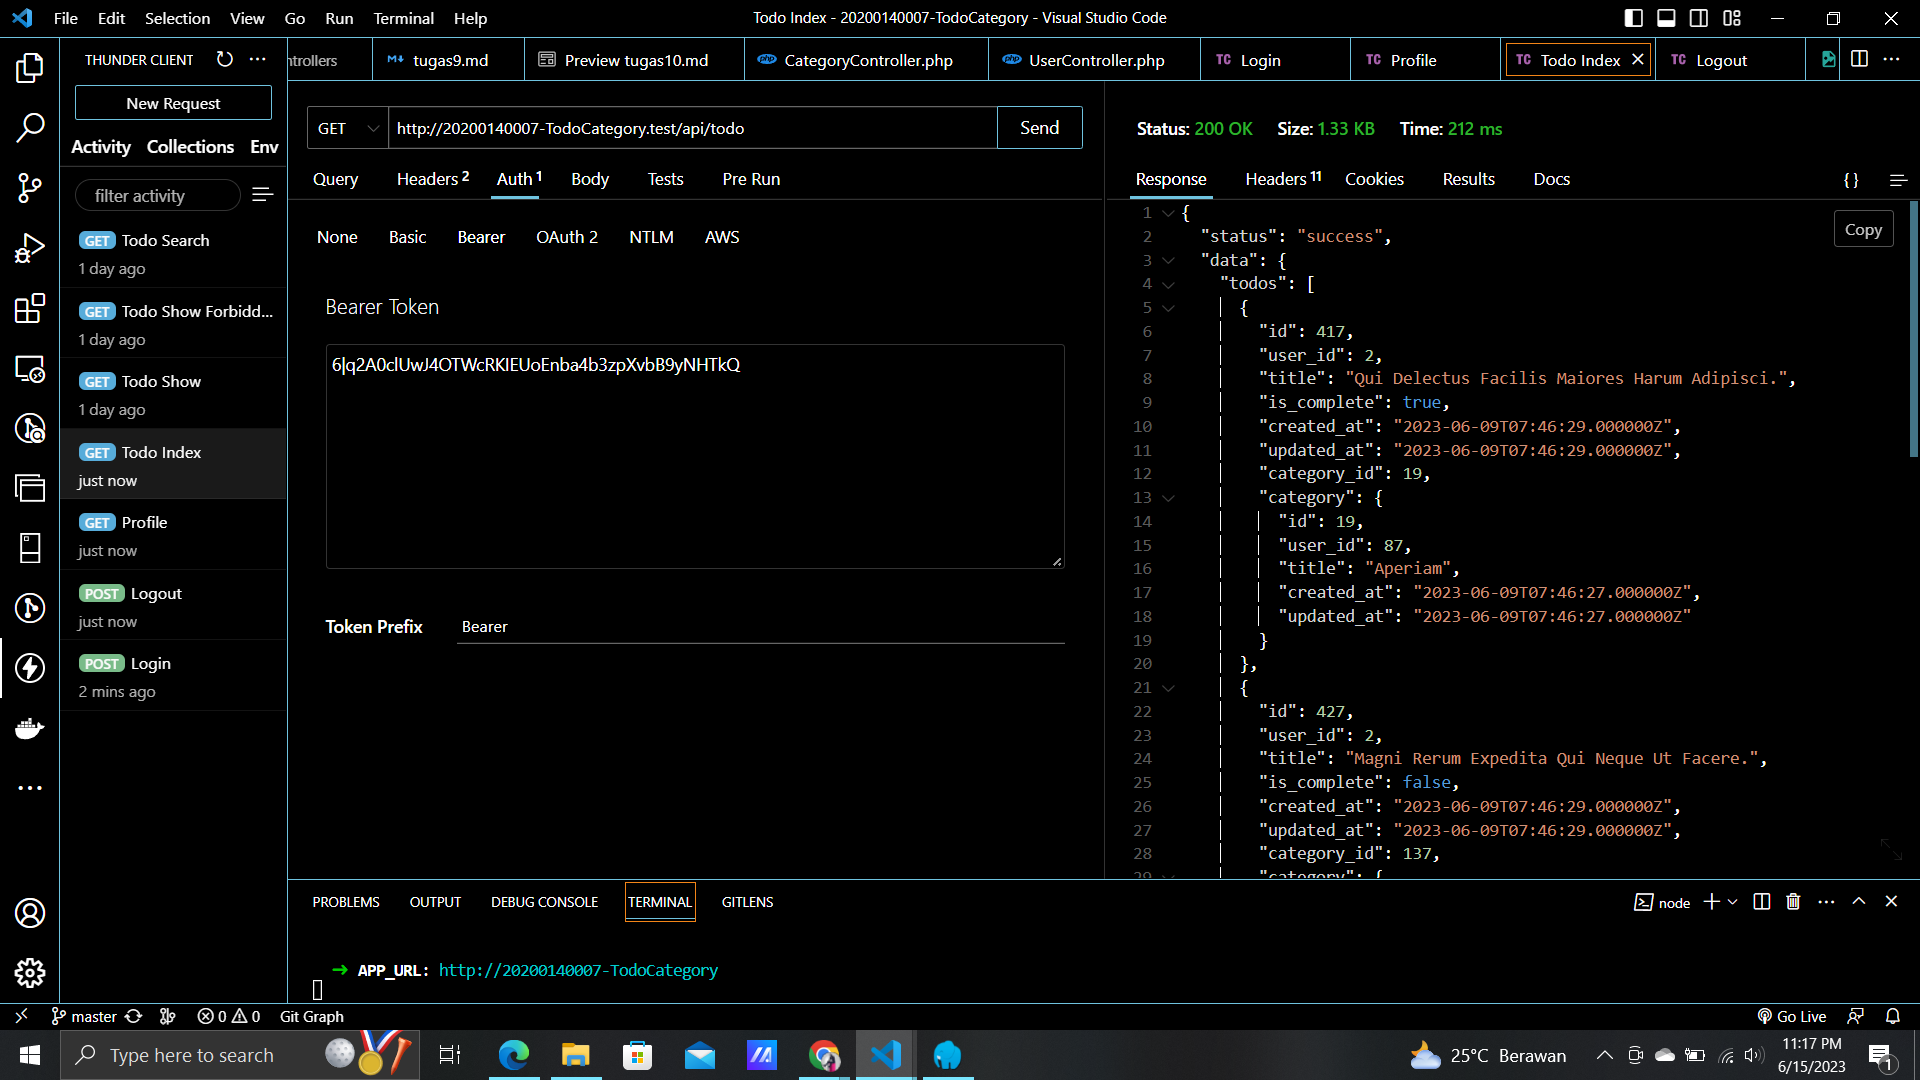 File Edit Selection View Go Run Terminal Help
Todo Index - 20200140007-TodoCategory - Visual Studio Code
THUNDER CLIENT
ntrollers
tugas9.md
Preview tugas10.md
CategoryController.php
UserController.php
TC Login
TC Profile
TC Todo Index
TC Logout
New Request
Activity Collections Env
filter activity
GET Todo Search
1 day ago
GET Todo Show Forbidd...
1 day ago
GET Todo Show
1 day ago
GET Todo Index
just now
GET Profile
just now
POST Logout
just now
POST Login
2 mins ago
GET http://20200140007-TodoCategory.test/api/todo Send
Query Headers 2 Auth 1 Body Tests Pre Run
None Basic Bearer OAuth 2 NTLM AWS
Bearer Token
6|q2A0clUwJ4OTWcRKIEUoEnba4b3zpXvbB9yNHTkQ
Token Prefix Bearer
Status: 200 OK Size: 1.33 KB Time: 212 ms
Response Headers 11 Cookies Results Docs {}
Copy
1 {
2 "status": "success",
3 "data": {
4 "todos": [
5 {
6 "id": 417,
7 "user_id": 2,
8 "title": "Qui Delectus Facilis Maiores Harum Adipisci.",
9 "is_complete": true,
10 "created_at": "2023-06-09T07:46:29.000000Z",
11 "updated_at": "2023-06-09T07:46:29.000000Z",
12 "category_id": 19,
13 "category": {
14 "id": 19,
15 "user_id": 87,
16 "title": "Aperiam",
17 "created_at": "2023-06-09T07:46:27.000000Z",
18 "updated_at": "2023-06-09T07:46:27.000000Z"
19 }
20 },
21 {
22 "id": 427,
23 "user_id": 2,
24 "title": "Magni Rerum Expedita Qui Neque Ut Facere.",
25 "is_complete": false,
26 "created_at": "2023-06-09T07:46:29.000000Z",
27 "updated_at": "2023-06-09T07:46:29.000000Z",
28 "category_id": 137,
29 "category": {
PROBLEMS OUTPUT DEBUG CONSOLE TERMINAL GITLENS
node
➜ APP_URL: http://20200140007-TodoCategory
master 0 0 Git Graph
Go Live
Type here to search
25°C Berawan
11:17 PM
6/15/2023
1